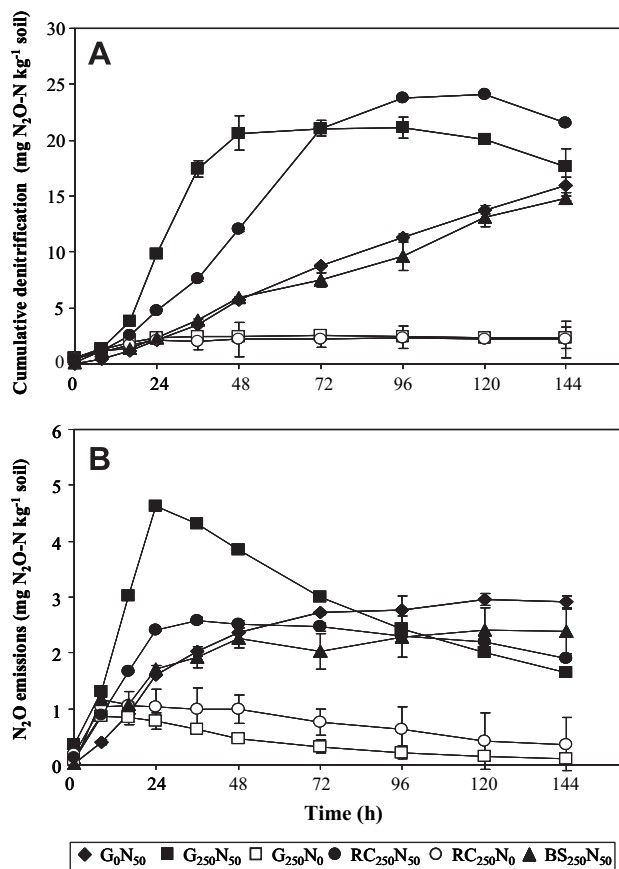 A
Cumulative denitrification (mg N₂O-N kg⁻¹ soil)
30
25
20
15
10
5
0
0 24 48 72 96 120 144
B
N₂O emissions (mg N₂O-N kg⁻¹ soil)
6
5
4
3
2
1
0
0 24 48 72 96 120 144
Time (h)
G₀N₅₀ G₂₅₀N₅₀ G₂₅₀N₀ RC₂₅₀N₅₀ RC₂₅₀N₀ BS₂₅₀N₅₀